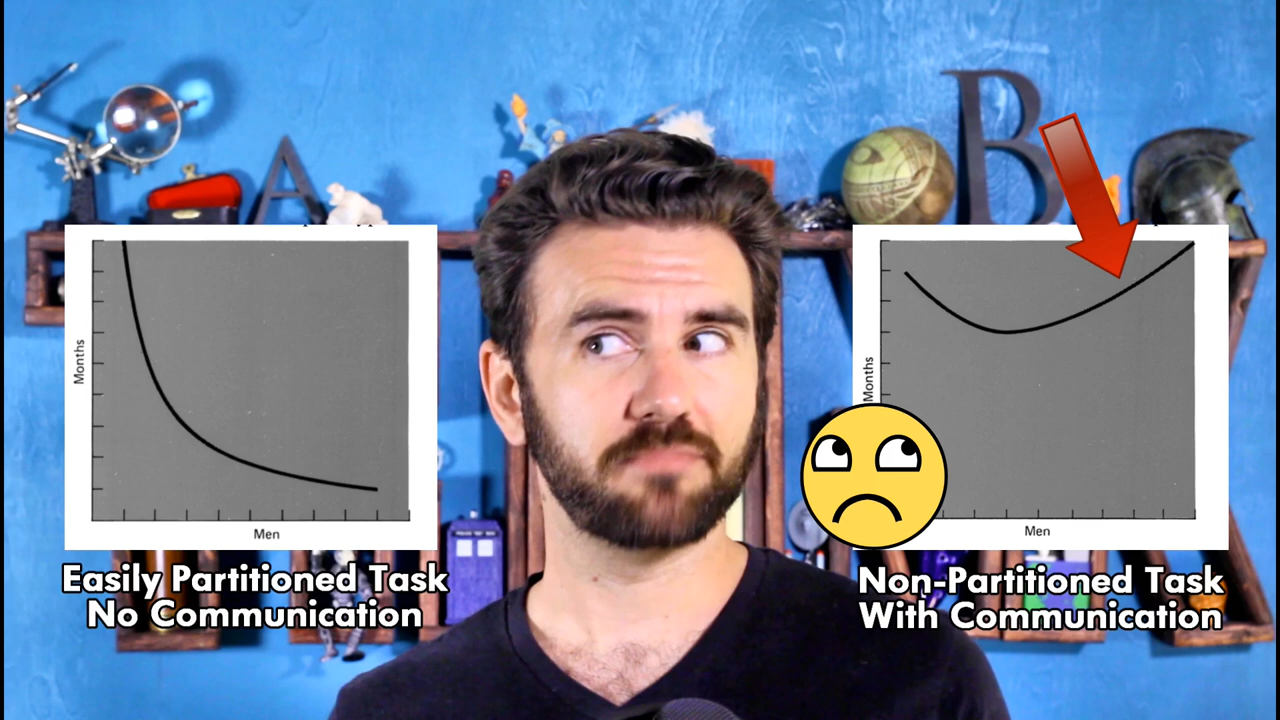 A
B
Months
Men
Easily Partitioned Task
No Communication
Months
Men
Non-Partitioned Task
With Communication